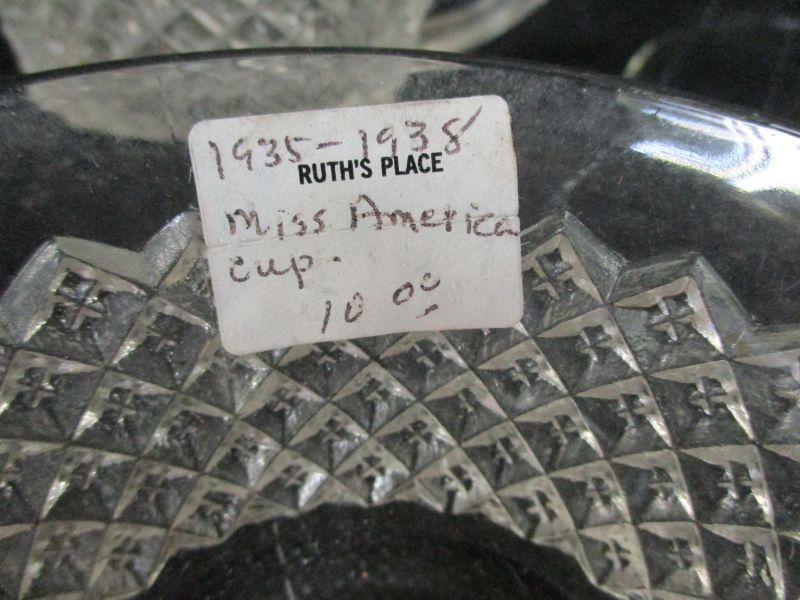 1935-1938
RUTH'S PLACE
Miss America
cup.
10 00